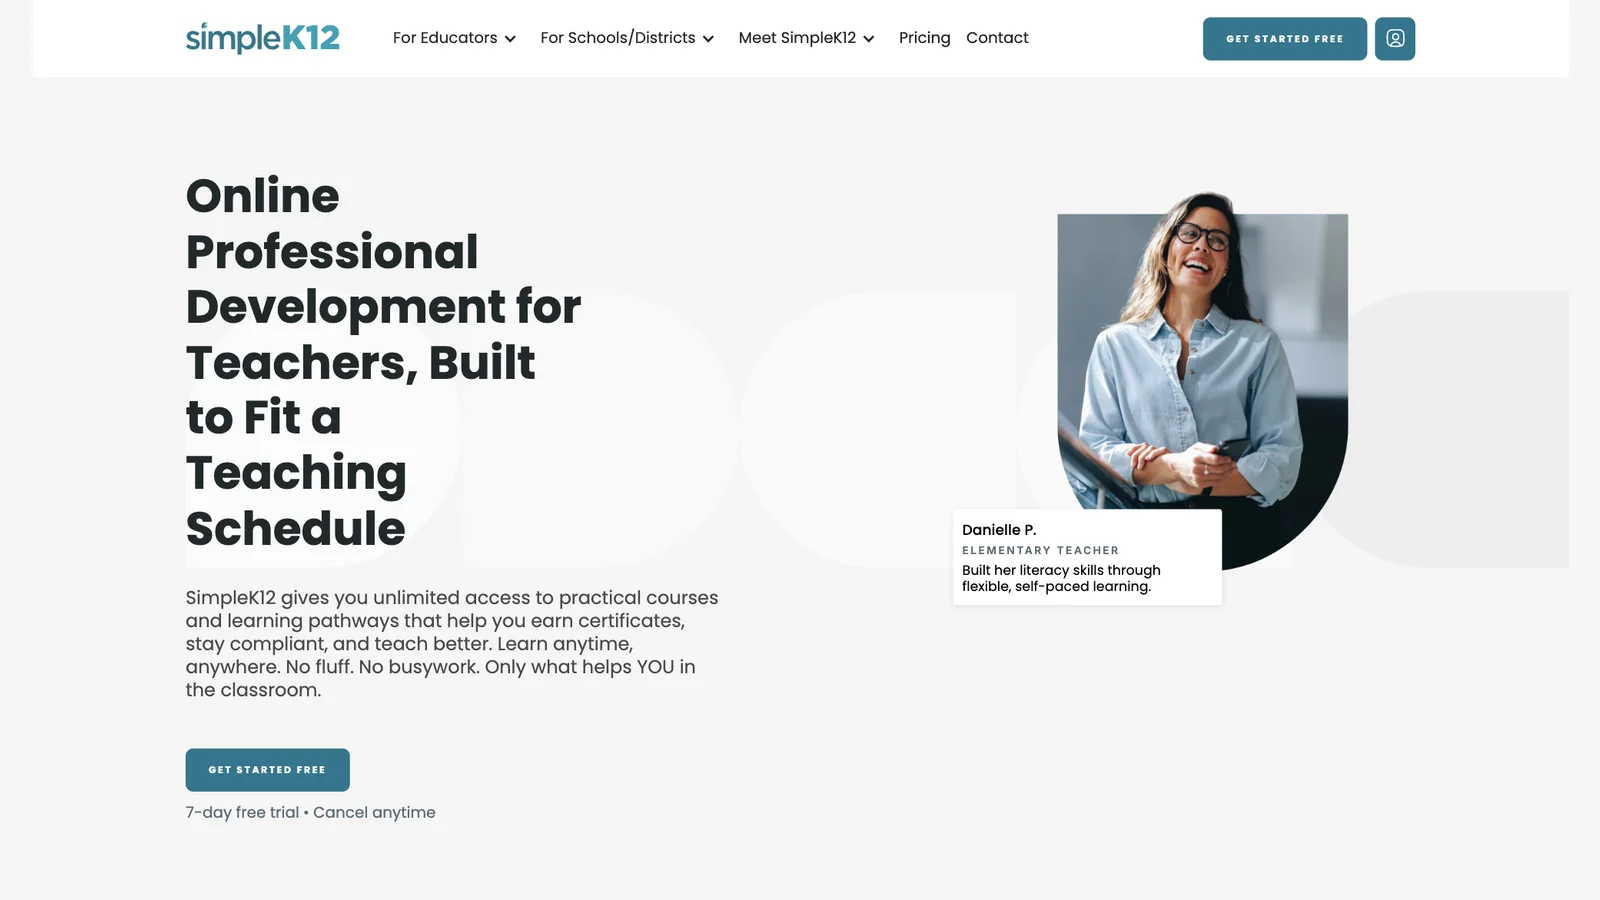 simpleK12
For Educators
For Schools/Districts
Meet SimpleK12
Pricing
Contact
GET STARTED FREE
Online
Professional
Development for
Teachers, Built
to Fit a
Teaching
Schedule
SimpleK12 gives you unlimited access to practical courses
and learning pathways that help you earn certificates,
stay compliant, and teach better. Learn anytime,
anywhere. No fluff. No busywork. Only what helps YOU in
the classroom.
GET STARTED FREE
7-day free trial • Cancel anytime
Danielle P.
ELEMENTARY TEACHER
Built her literacy skills through
flexible, self-paced learning.